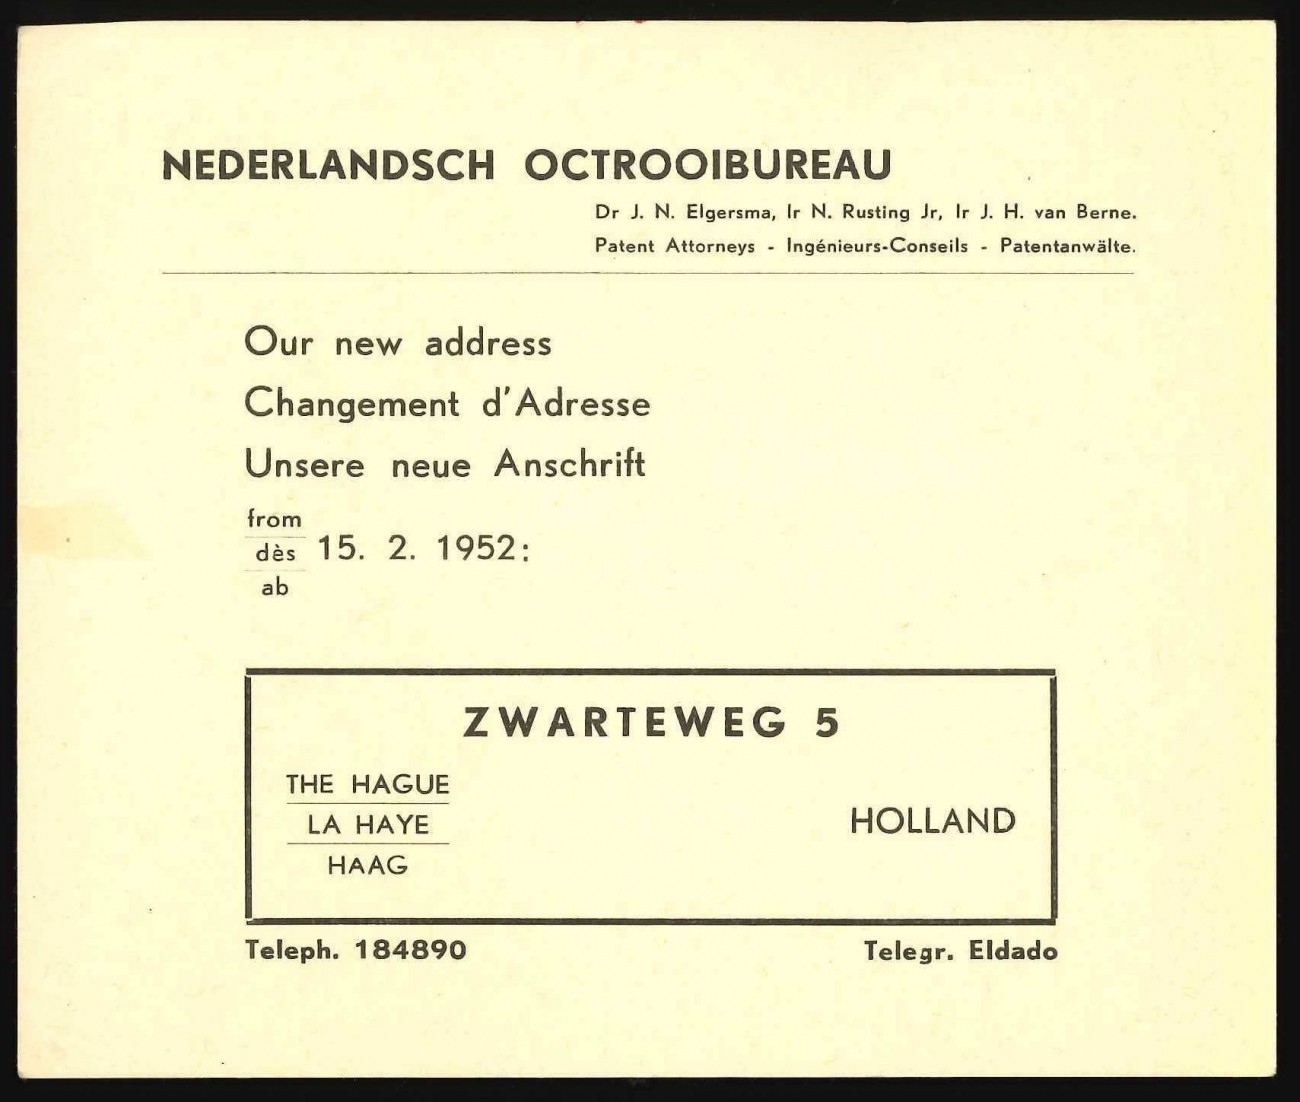 NEDERLANDSCH OCTROOIBUREAU
Dr J. N. Elgersma, Ir N. Rusting Jr, Ir J. H. van Berne.
Patent Attorneys - Ingénieurs-Conseils - Patentanwälte.
Our new address
Changement d'Adresse
Unsere neue Anschrift
from
dès 15. 2. 1952:
ab
ZWARTEWEG 5
THE HAGUE
LA HAYE
HAAG
HOLLAND
Teleph. 184890
Telegr. Eldado